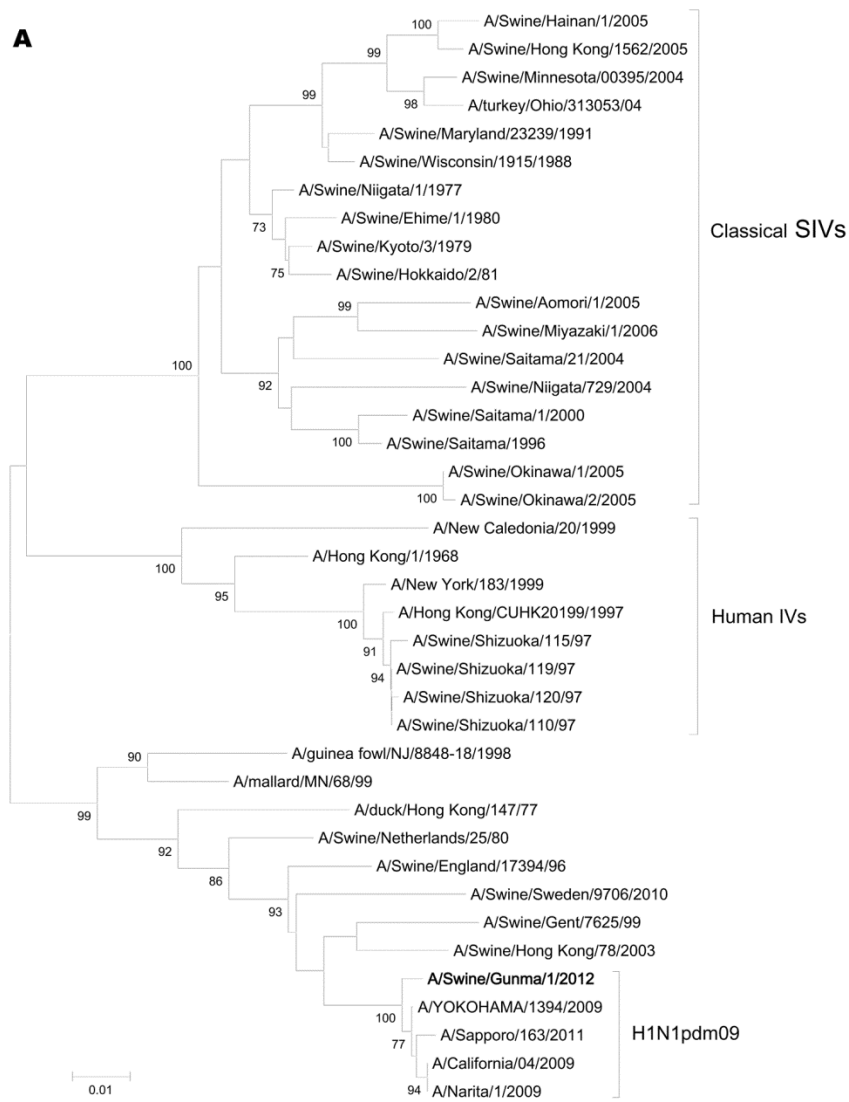 A
A/Swine/Hainan/1/2005
100
A/Swine/Hong Kong/1562/2005
99
A/Swine/Minnesota/00395/2004
99
98
A/turkey/Ohio/313053/04
A/Swine/Maryland/23239/1991
A/Swine/Wisconsin/1915/1988
A/Swine/Niigata/1/1977
73
A/Swine/Ehime/1/1980
Classical SIVs
A/Swine/Kyoto/3/1979
75
A/Swine/Hokkaido/2/81
99
A/Swine/Aomori/1/2005
A/Swine/Miyazaki/1/2006
100
A/Swine/Saitama/21/2004
92
A/Swine/Niigata/729/2004
A/Swine/Saitama/1/2000
100
A/Swine/Saitama/1996
A/Swine/Okinawa/1/2005
100
A/Swine/Okinawa/2/2005
A/New Caledonia/20/1999
100
A/Hong Kong/1/1968
95
A/New York/183/1999
100
A/Hong Kong/CUHK20199/1997
Human IVs
91
A/Swine/Shizuoka/115/97
94
A/Swine/Shizuoka/119/97
A/Swine/Shizuoka/120/97
A/Swine/Shizuoka/110/97
90
A/guinea fowl/NJ/8848-18/1998
A/mallard/MN/68/99
99
A/duck/Hong Kong/147/77
92
A/Swine/Netherlands/25/80
86
A/Swine/England/17394/96
93
A/Swine/Sweden/9706/2010
A/Swine/Gent/7625/99
A/Swine/Hong Kong/78/2003
A/Swine/Gunma/1/2012
100
A/YOKOHAMA/1394/2009
77
A/Sapporo/163/2011
H1N1pdm09
A/California/04/2009
94
A/Narita/1/2009
0.01